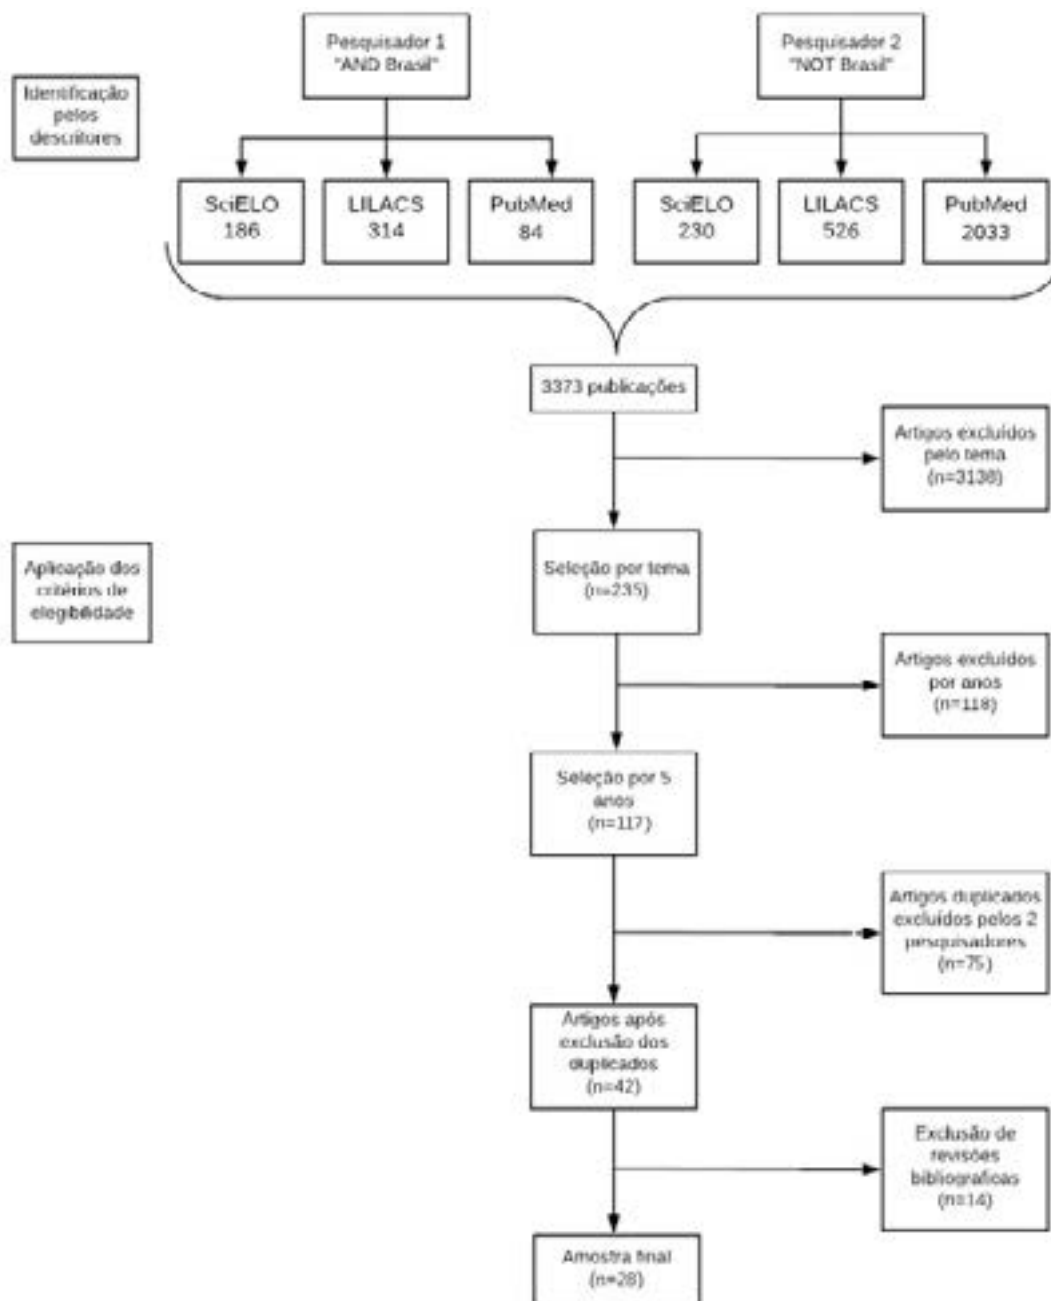 Pesquisador 1
"AND Brasil"
Pesquisador 2
"NOT Brasil"
Identificação
pelos
descritores
SciELO
186
LILACS
314
PubMed
84
SciELO
230
LILACS
526
PubMed
2033
3373 publicações
Artigos excluídos
pelo tema
(n=3138)
Aplicação dos
critérios de
elegibilidade
Seleção por tema
(n=235)
Artigos excluídos
por anos
(n=118)
Seleção por 5
anos
(n=117)
Artigos duplicados
excluídos pelos 2
pesquisadores
(n=75)
Artigos após
exclusão dos
duplicados
(n=42)
Exclusão de
revisões
bibliograficas
(n=14)
Amostra final
(n=28)